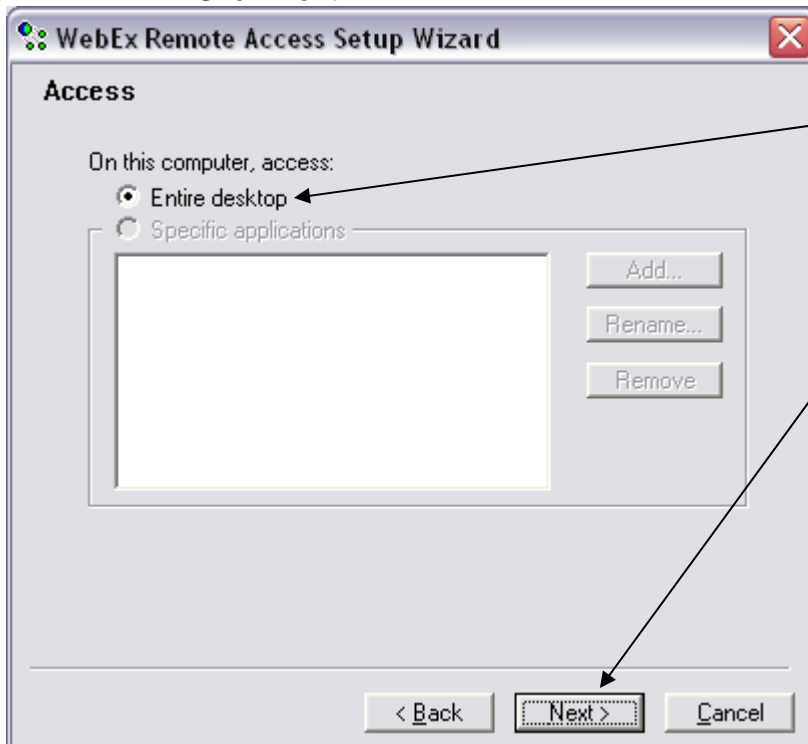 WebEx Remote Access Setup Wizard
Access
On this computer, access:
Entire desktop
Specific applications
Add...
Rename...
Remove
< Back
Next >
Cancel